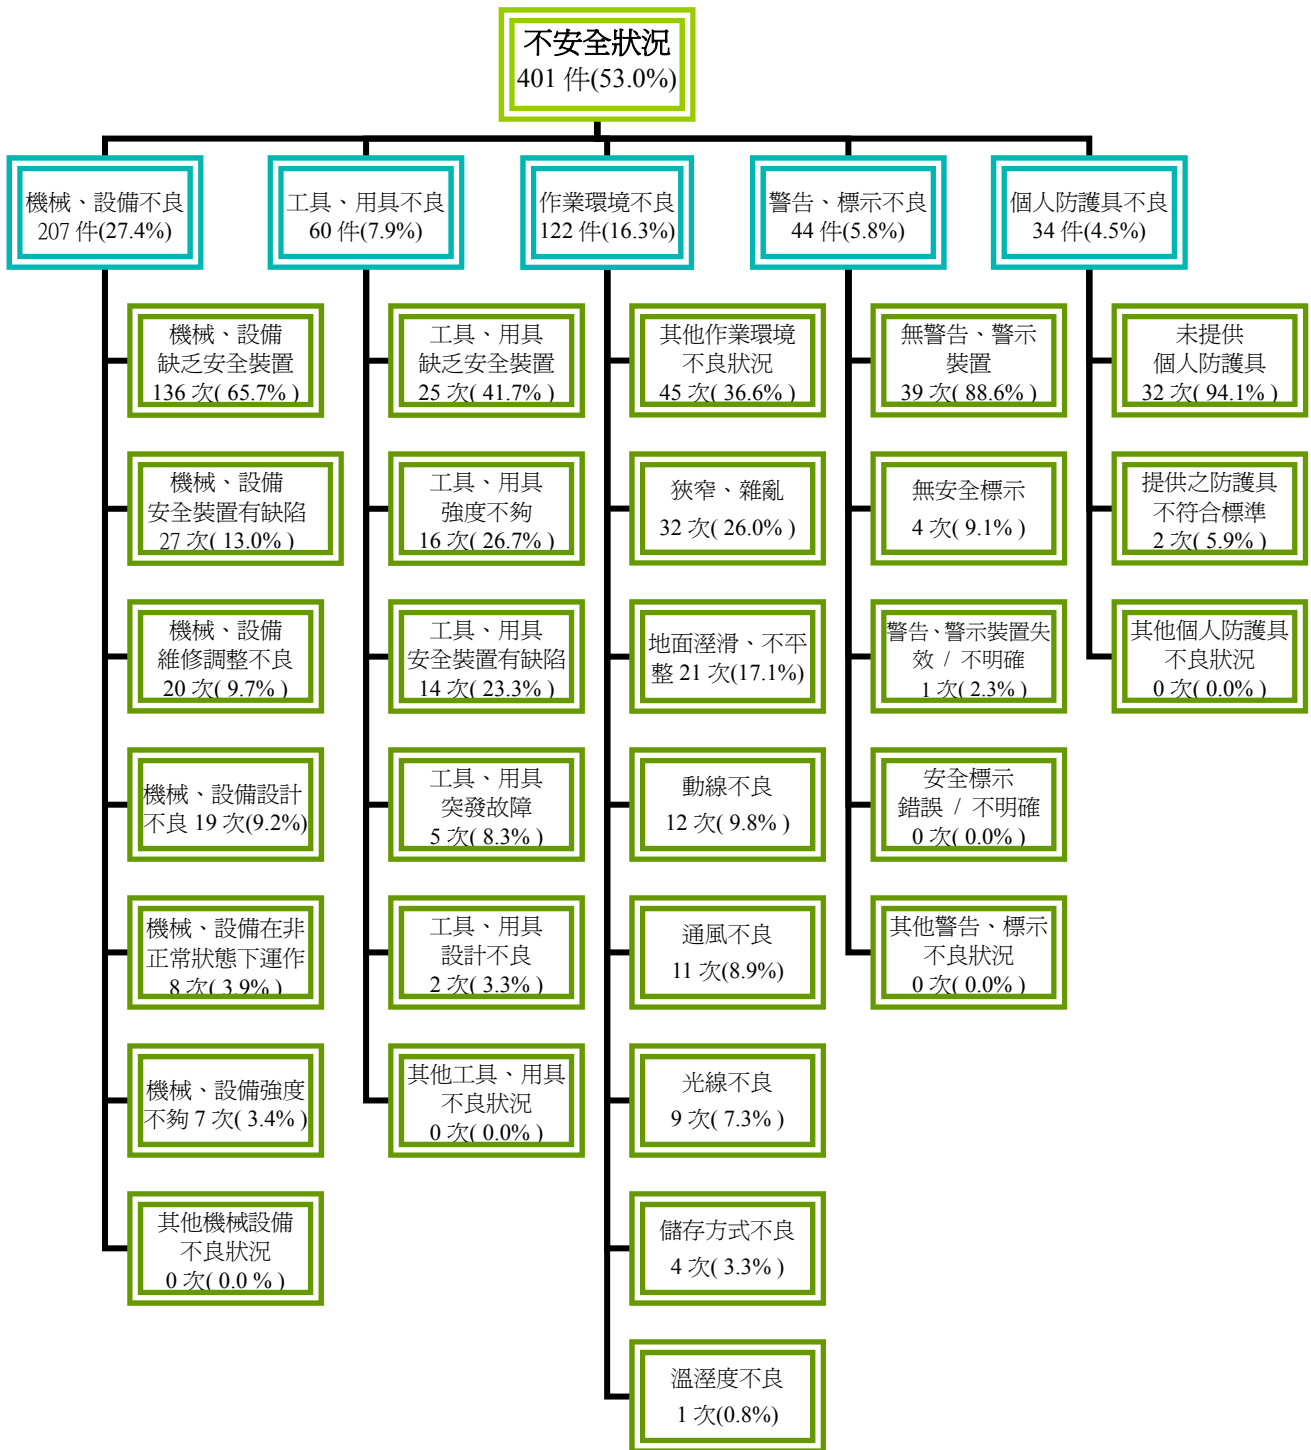 不安全狀況
401 件(53.0%)
機械、設備不良
207 件(27.4%)
工具、用具不良
60 件(7.9%)
作業環境不良
122 件(16.3%)
警告、標示不良
44 件(5.8%)
個人防護具不良
34 件(4.5%)
機械、設備
缺乏安全裝置
136 次( 65.7% )
機械、設備
安全裝置有缺陷
27 次( 13.0% )
機械、設備
維修調整不良
20 次( 9.7% )
機械、設備設計
不良 19 次(9.2%)
機械、設備在非
正常狀態下運作
8 次( 3.9% )
機械、設備強度
不夠 7 次( 3.4% )
其他機械設備
不良狀況
0 次( 0.0 % )
工具、用具
缺乏安全裝置
25 次( 41.7% )
工具、用具
強度不夠
16 次( 26.7% )
工具、用具
安全裝置有缺陷
14 次( 23.3% )
工具、用具
突發故障
5 次( 8.3% )
工具、用具
設計不良
2 次( 3.3% )
其他工具、用具
不良狀況
0 次( 0.0% )
其他作業環境
不良狀況
45 次( 36.6% )
狹窄、雜亂
32 次( 26.0% )
地面溼滑、不平
整 21 次(17.1%)
動線不良
12 次( 9.8% )
通風不良
11 次(8.9%)
光線不良
9 次( 7.3% )
儲存方式不良
4 次( 3.3% )
溫溼度不良
1 次(0.8%)
無警告、警示
裝置
39 次( 88.6% )
無安全標示
4 次( 9.1% )
警告、警示裝置失
效 / 不明確
1 次( 2.3% )
安全標示
錯誤 / 不明確
0 次( 0.0% )
其他警告、標示
不良狀況
0 次( 0.0% )
未提供
個人防護具
32 次( 94.1% )
提供之防護具
不符合標準
2 次( 5.9% )
其他個人防護具
不良狀況
0 次( 0.0% )